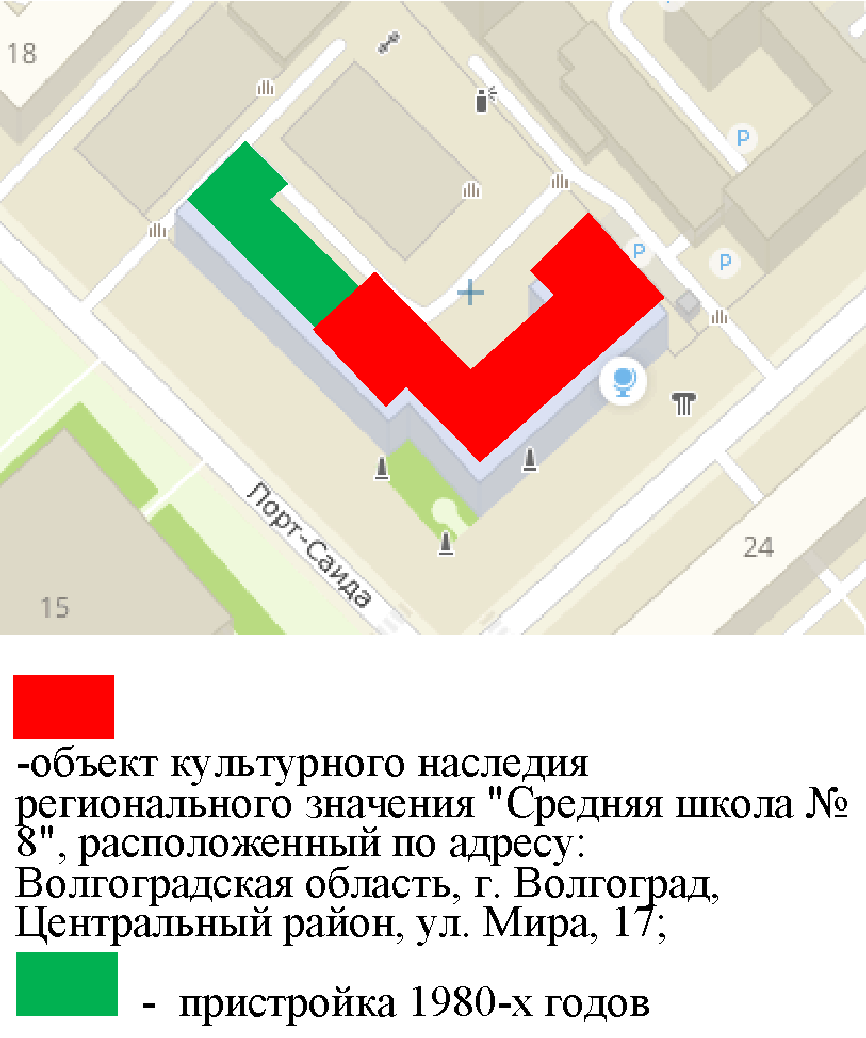 18
P
P
P
24
Порт-Саида
15
-объект культурного наследия
регионального значения "Средняя школа №
8", расположенный по адресу:
Волгоградская область, г. Волгоград,
Центральный район, ул. Мира, 17;
- пристройка 1980-х годов